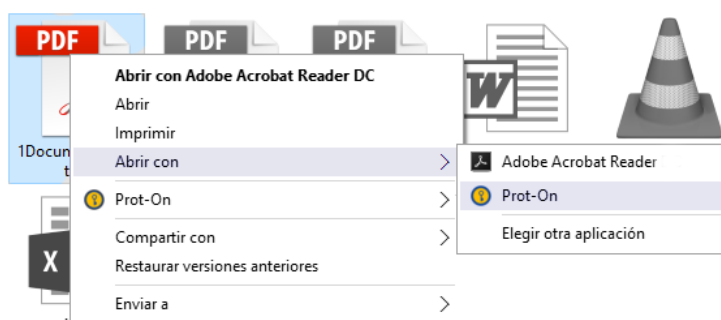 PDF PDF PDF
W
1Docun
t
X
Abrir con Adobe Acrobat Reader DC
Abrir
Imprimir
Abrir con
Prot-On
Compartir con
Restaurar versiones anteriores
Enviar a
Adobe Acrobat Reader
Prot-On
Elegir otra aplicación